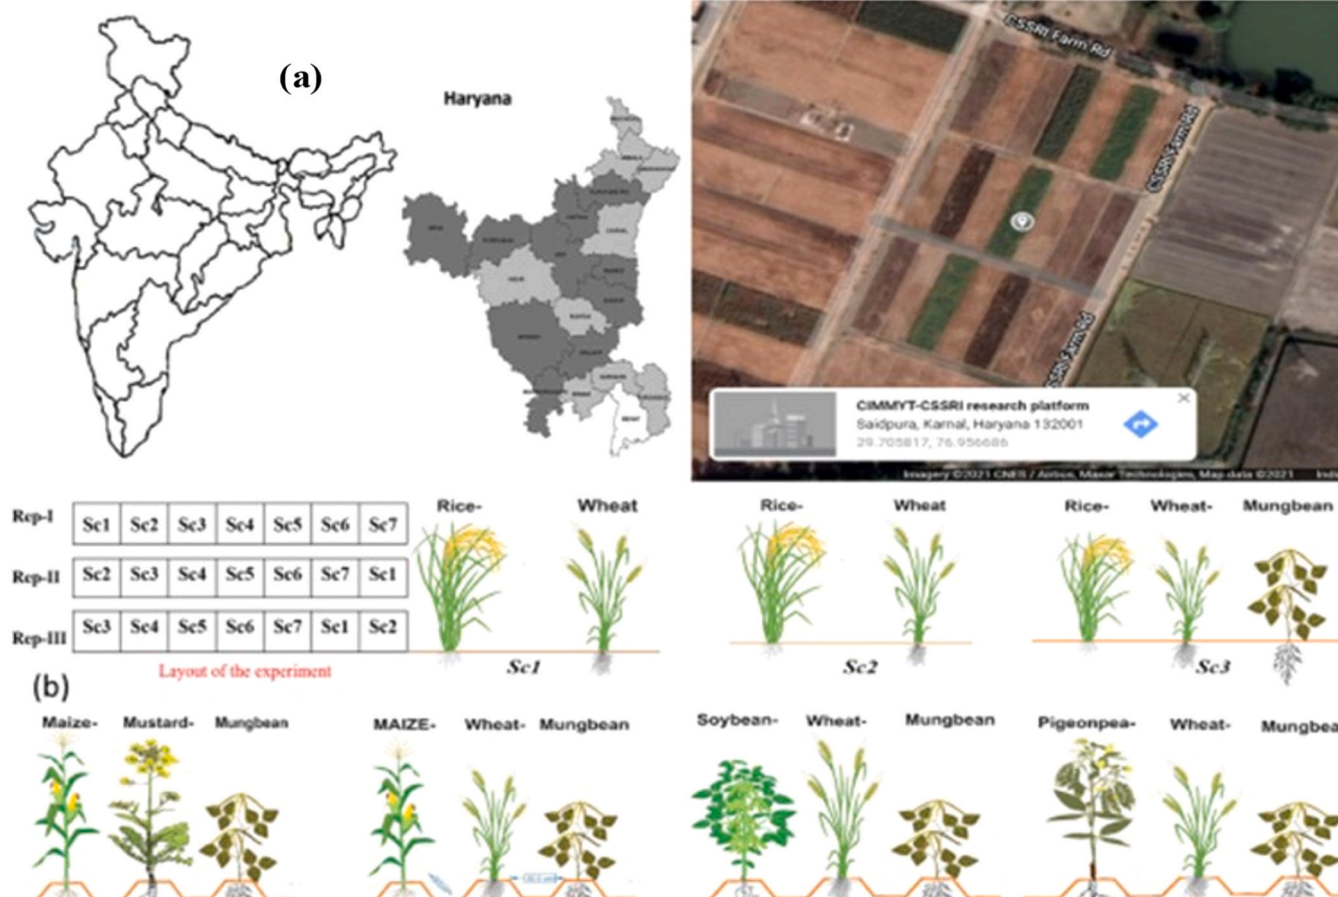 (a)
Haryana
CSSRI Farm Rd
CSSRI Farm Rd
CSSRI Farm Rd
CIMMYT-CSSRI research platform
Saidpura, Karnal, Haryana 132001
29.705817, 76.956686
Imagery ©2021 CNES / Airbus, Maxar Technologies, Map data ©2021
Rep-I Sc1 Sc2 Sc3 Sc4 Sc5 Sc6 Sc7
Rep-II Sc2 Sc3 Sc4 Sc5 Sc6 Sc7 Sc1
Rep-III Sc3 Sc4 Sc5 Sc6 Sc7 Sc1 Sc2
Layout of the experiment
Rice- Wheat
Sc1
Rice- Wheat
Sc2
Rice- Wheat- Mungbean
Sc3
(b)
Maize- Mustard- Mungbean
MAIZE- Wheat- Mungbean
Soybean- Wheat- Mungbean
Pigeonpea- Wheat- Mungbea